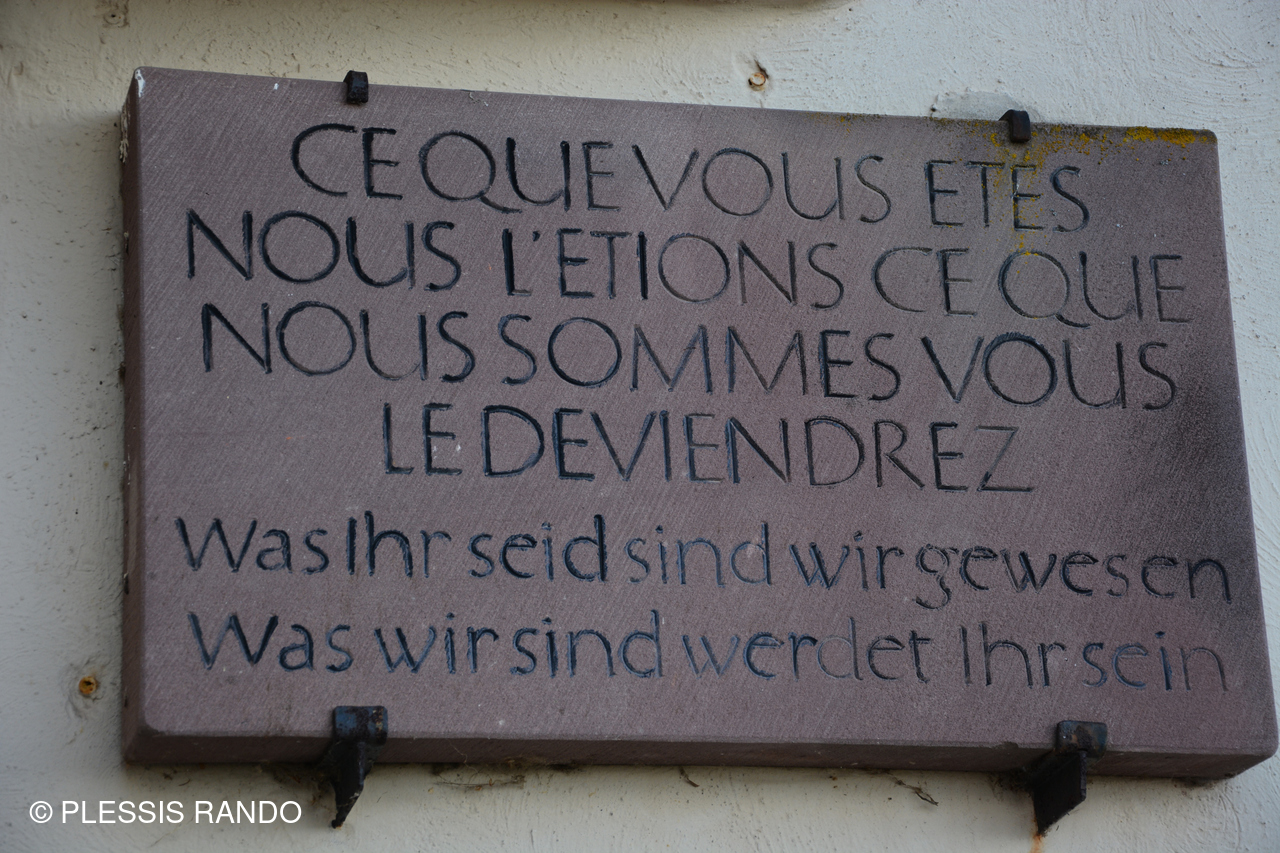 CE QUE VOUS ETES
NOUS L'ETIONS CE QUE
NOUS SOMMES VOUS
LE DEVIENDREZ
Was Ihr seid sind wir gewesen
Was wir sind werdet Ihr sein
© PLESSIS RANDO